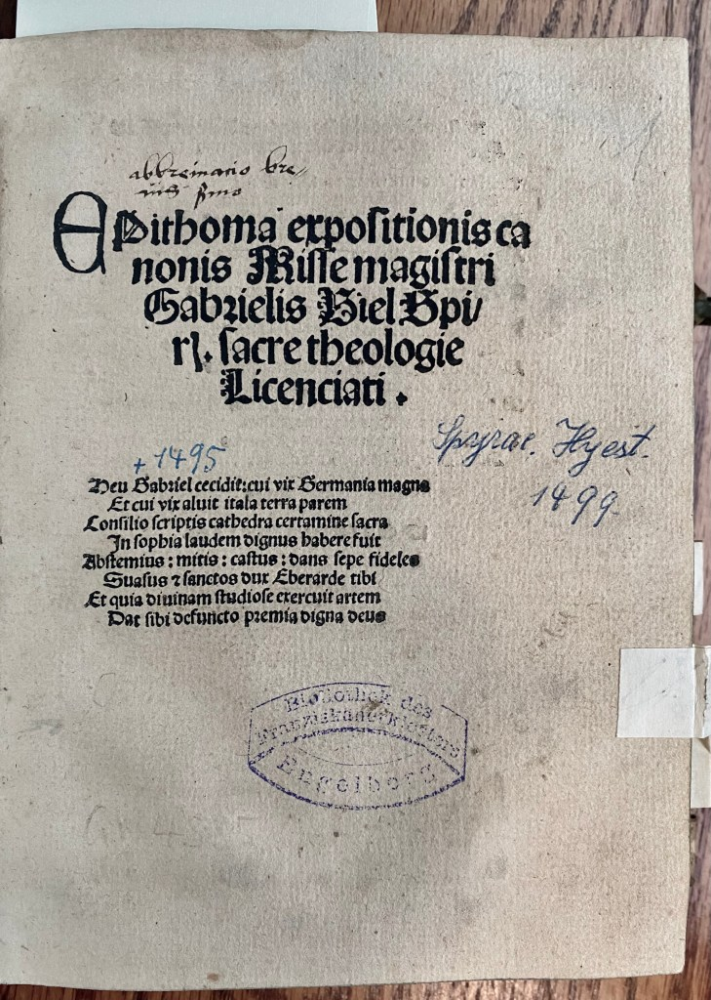 abbreuiacio bre//
uis
EPithoma expositionis ca
nonis Misse magistri
Gabrielis Biel Spi/
rꝝ. sacre theologie
Licenciati.
Spyrae. Hyest.
1499
+ 1495
Heu Gabriel cecidit: cui vix Germania magna
Et cui vix aluit itala terra parem
Consilio scriptis cathedra certamine sacra
In sophia laudem dignus habere fuit
Abstemius: mitis: castus: dans sepe fideles
Suasus ⁊ sanctos dux Eberarde tibi
Et quia diuinam studiose exercuit artem
Dat sibi defuncto premia digna deus
Bibliothek des
Franziskanerklosters
Engelberg